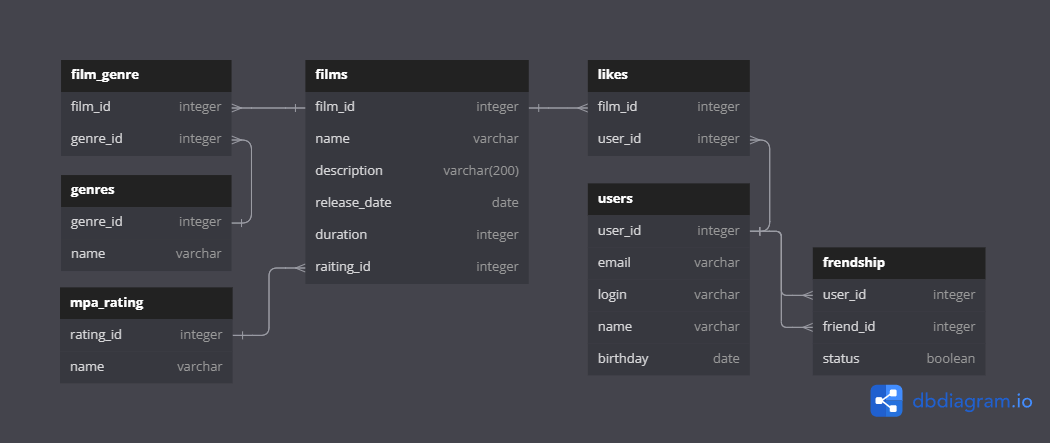 film_genre
film_id integer
genre_id integer
genres
genre_id integer
name varchar
mpa_rating
rating_id integer
name varchar
films
film_id integer
name varchar
description varchar(200)
release_date date
duration integer
raiting_id integer
likes
film_id integer
user_id integer
users
user_id integer
email varchar
login varchar
name varchar
birthday date
frendship
user_id integer
friend_id integer
status boolean
dbdiagram.io